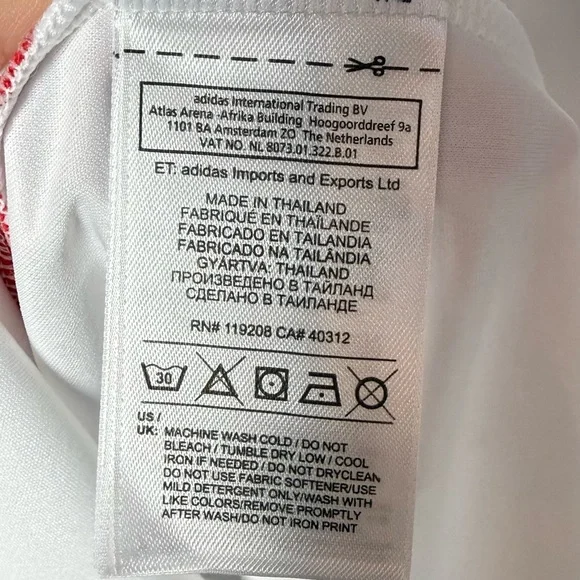 adidas International Trading BV
Atlas Arena -Afrika Building Hoogoorddreef 9a
1101 BA Amsterdam ZO The Netherlands
VAT NO. NL 8073.01.322.B.01
ET: adidas Imports and Exports Ltd
MADE IN THAILAND
FABRIQUÉ EN THAÏLANDE
FABRICADO EN TAILANDIA
FABRICADO NA TAILÂNDIA
GYÁRTVA: THAILAND
ПРОИЗВЕДЕНО В ТАИЛАНД
СДЕЛАНО В ТАИЛАНДЕ
RN# 119208 CA# 40312
30
US /
UK: MACHINE WASH COLD / DO NOT
BLEACH / TUMBLE DRY LOW / COOL
IRON IF NEEDED / DO NOT DRYCLEAN
DO NOT USE FABRIC SOFTENER/USE
MILD DETERGENT ONLY/WASH WITH
LIKE COLORS/REMOVE PROMPTLY
AFTER WASH/DO NOT IRON PRINT